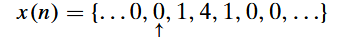 x(n) = {. . . 0, 0, 1, 4, 1, 0, 0, . . .}
↑